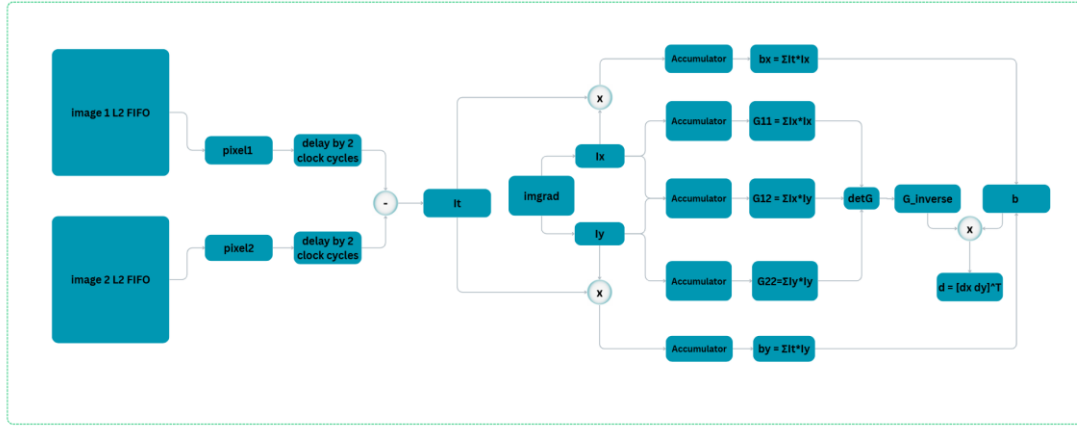 image 1 L2 FIFO
pixel1
delay by 2
clock cycles
-
It
image 2 L2 FIFO
pixel2
delay by 2
clock cycles
imgrad
Ix
Iy
x
x
Accumulator
bx = ΣIt*Ix
Accumulator
G11 = ΣIx*Ix
Accumulator
G12 = ΣIx*Iy
Accumulator
G22=ΣIy*Iy
Accumulator
by = ΣIt*Iy
detG
G_inverse
b
x
d = [dx dy]^T